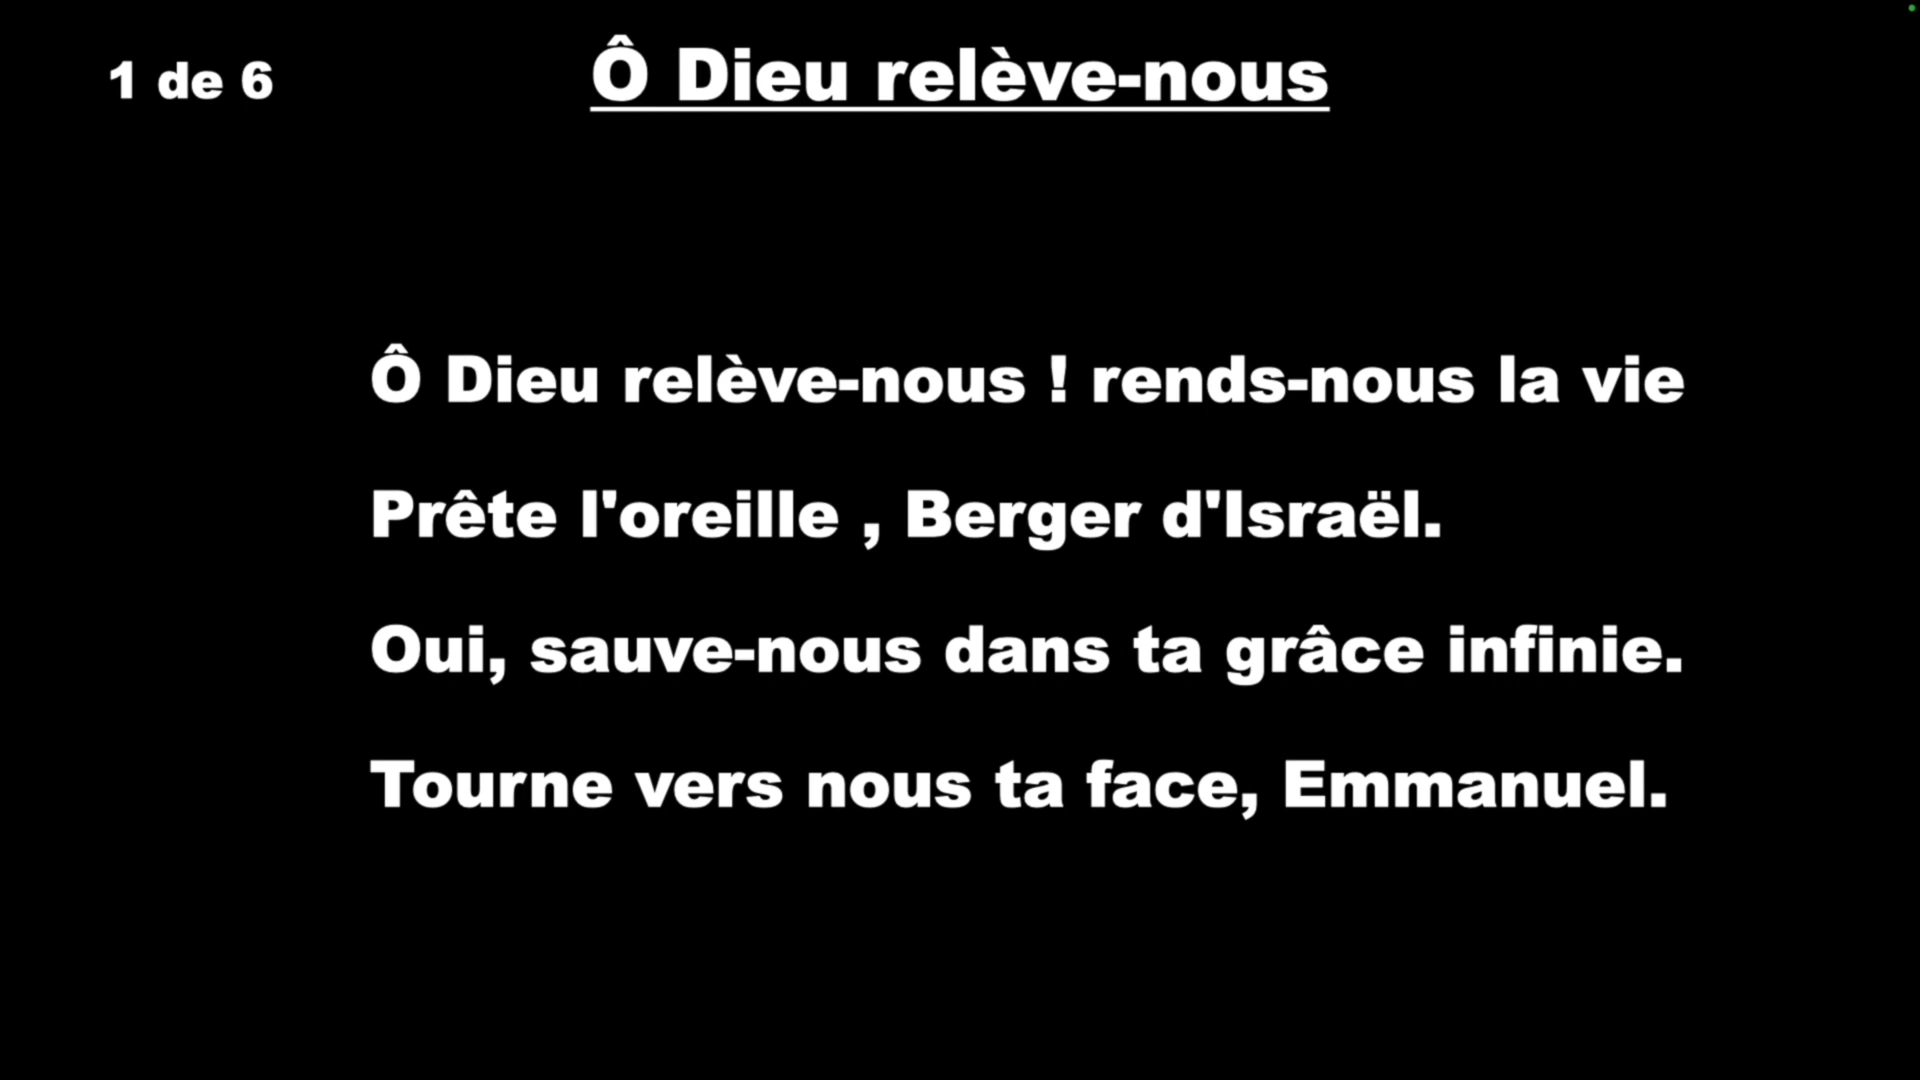 1 de 6
Ô Dieu relève-nous
Ô Dieu relève-nous ! rends-nous la vie
Prête l'oreille , Berger d'Israël.
Oui, sauve-nous dans ta grâce infinie.
Tourne vers nous ta face, Emmanuel.